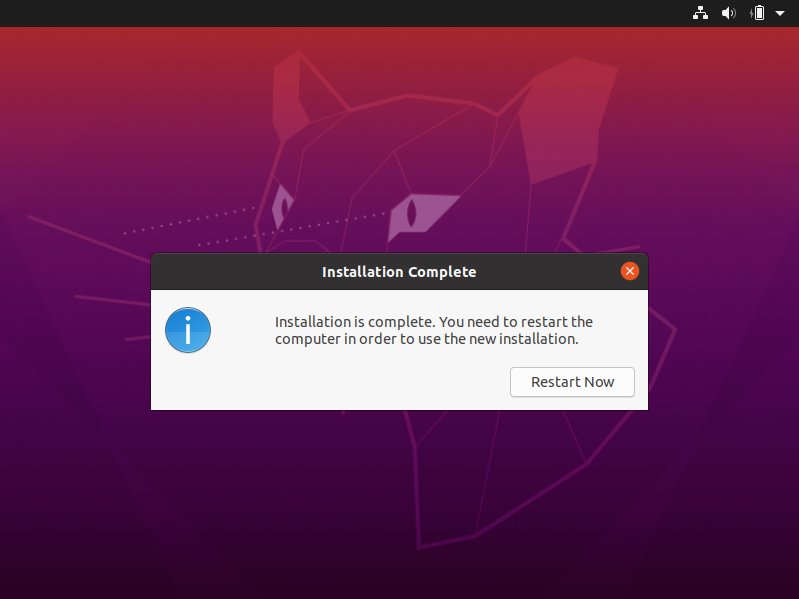 Installation Complete
Installation is complete. You need to restart the
computer in order to use the new installation.
Restart Now